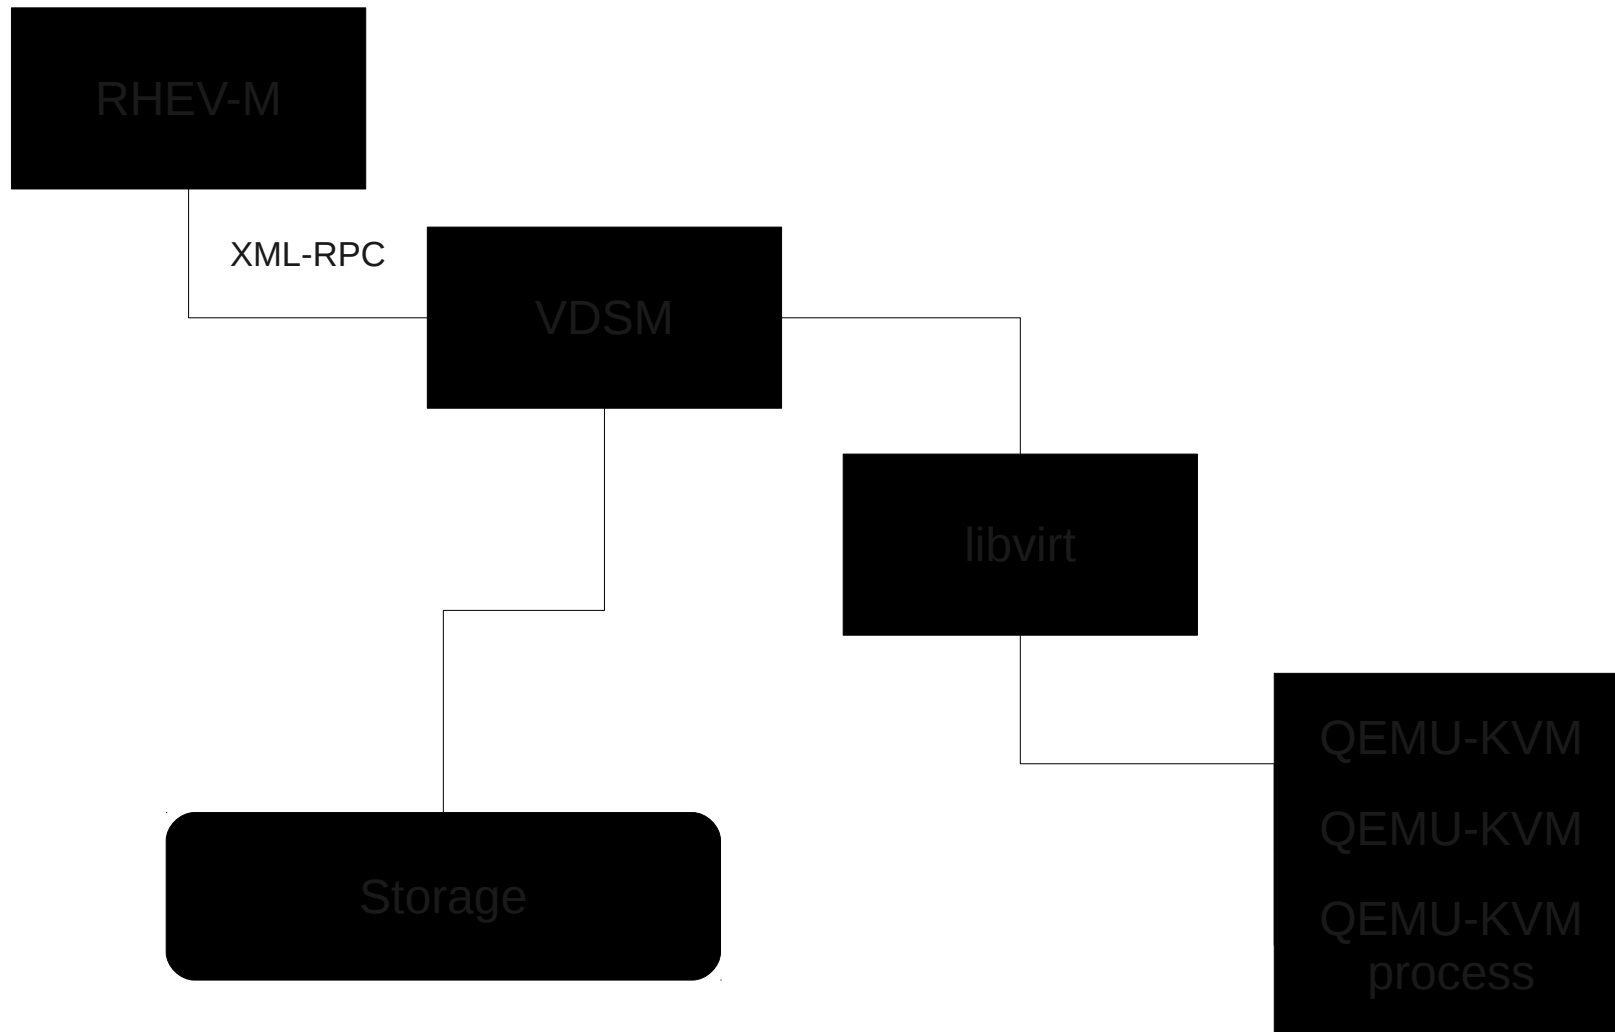 RHEV-M
XML-RPC
VDSM
libvirt
QEMU-KVM
QEMU-KVM
Storage
QEMU-KVM
process